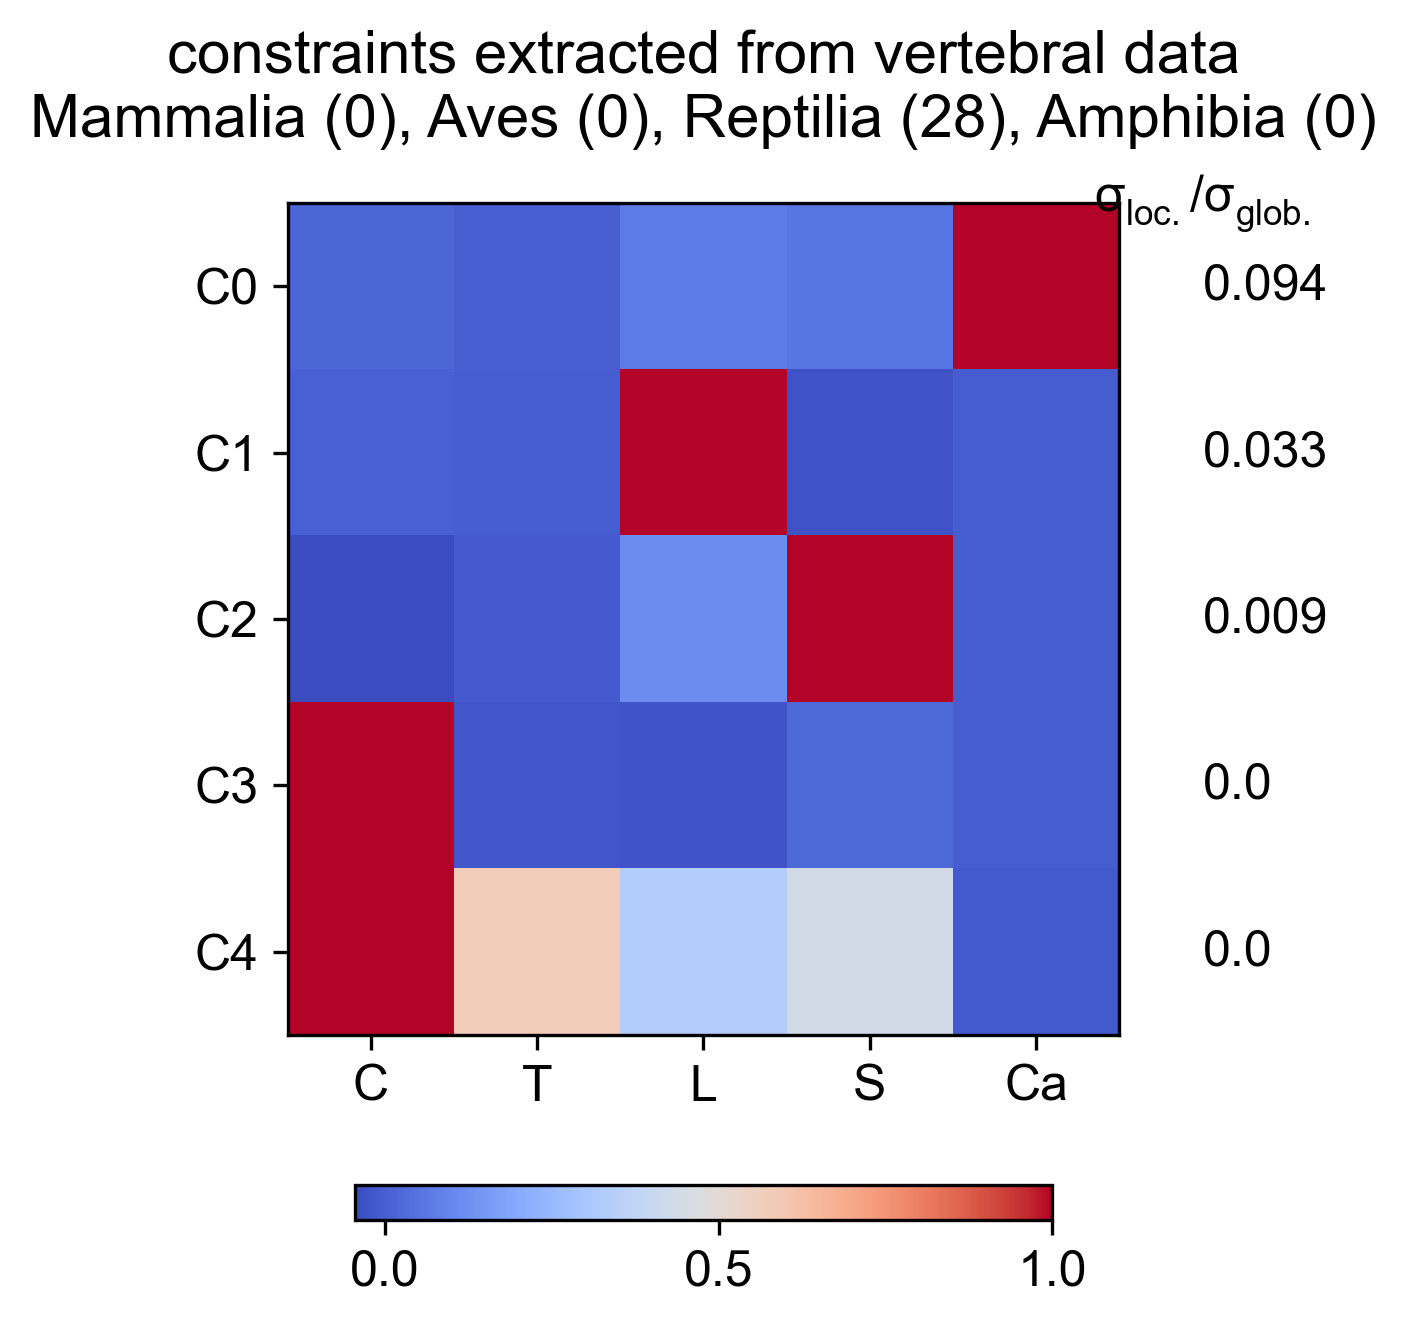 constraints extracted from vertebral data
Mammalia (0), Aves (0), Reptilia (28), Amphibia (0)
σloc. /σglob.
C0 0.094
C1 0.033
C2 0.009
C3 0.0
C4 0.0
C T L S Ca
0.0 0.5 1.0